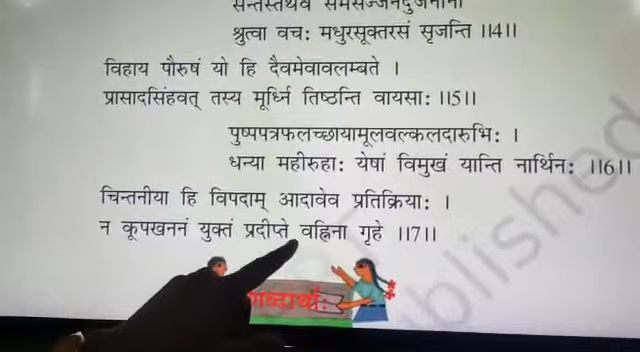 श्रुत्वा वचः मधुरसूक्तरसं सृजन्ति ।।4।।
विहाय पौरुषं यो हि दैवमेवावलम्बते ।
प्रासादसिंहवत् तस्य मूर्ध्नि तिष्ठन्ति वायसाः ।।5।।
पुष्पपत्रफलच्छायामूलवल्कलदारुभिः ।
धन्या महीरुहाः येषां विमुखं यान्ति नार्थिनः ।।6।।
चिन्तनीया हि विपदाम् आदावेव प्रतिक्रियाः ।
न कूपखननं युक्तं प्रदीप्ते वह्निना गृहे ।।7।।
शब्दार्थाः